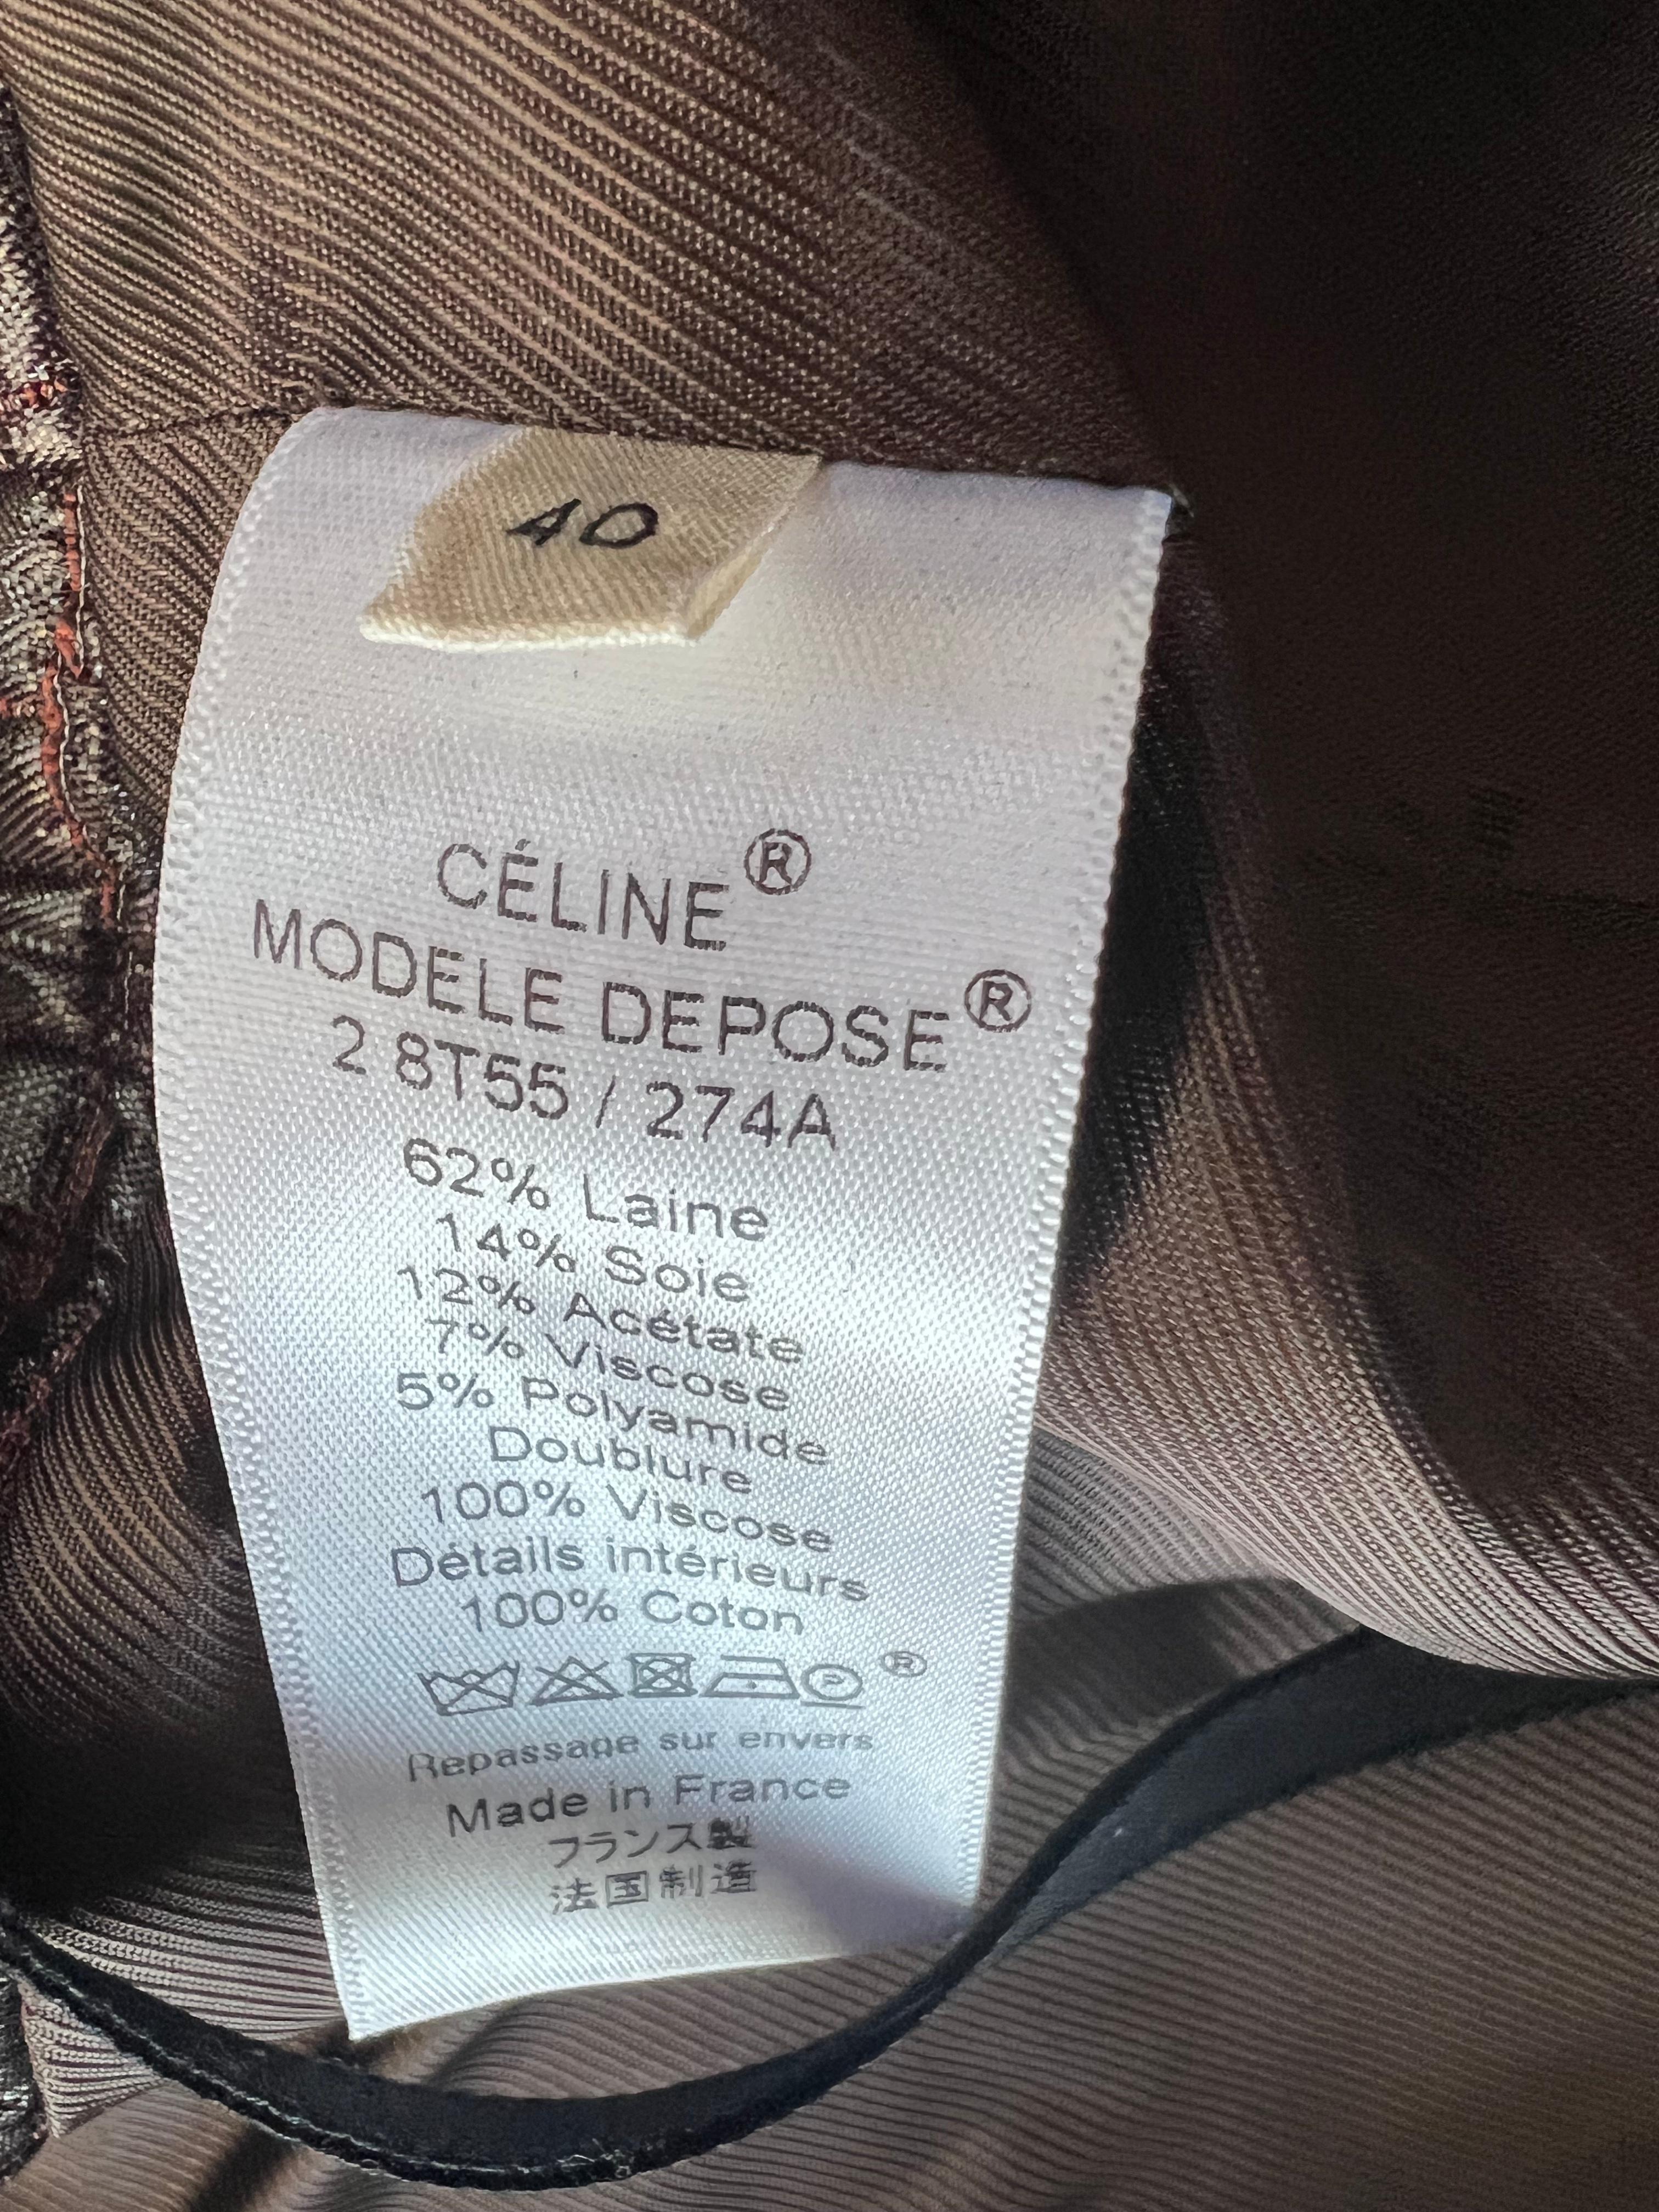 40
CÉLINE®
MODELE DEPOSE®
2 8T55 / 274A
62% Laine
14% Soie
12% Acétate
7% Viscose
5% Polyamide
Doublure
100% Viscose
Détails intérieurs
100% Coton
P ®
Repassage sur envers
Made in France
フランス製
法国制造